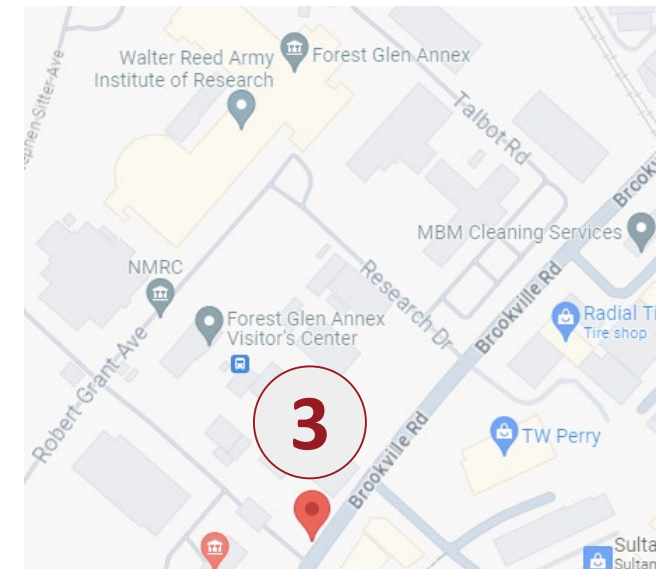 Walter Reed Army
Institute of Research
Forest Glen Annex
Talbot Rd
MBM Cleaning Services
NMRC
Research Dr
Brookville Rd
Radial Ti
Tire shop
Forest Glen Annex
Visitor's Center
Robert Grant Ave
3
Brookville Rd
TW Perry
Sulta
Sultan